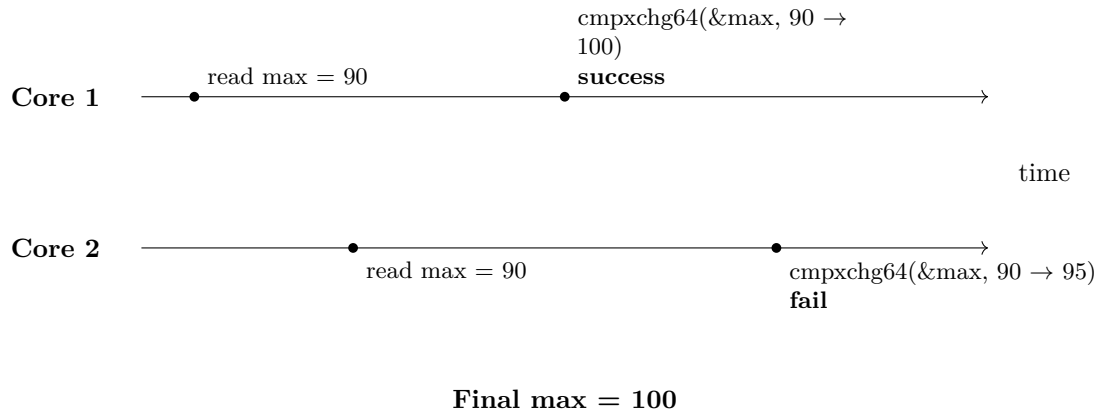 cmpxchg64(&max, 90 →
100)
success
read max = 90
Core 1
time
Core 2
read max = 90
cmpxchg64(&max, 90 → 95)
fail
Final max = 100